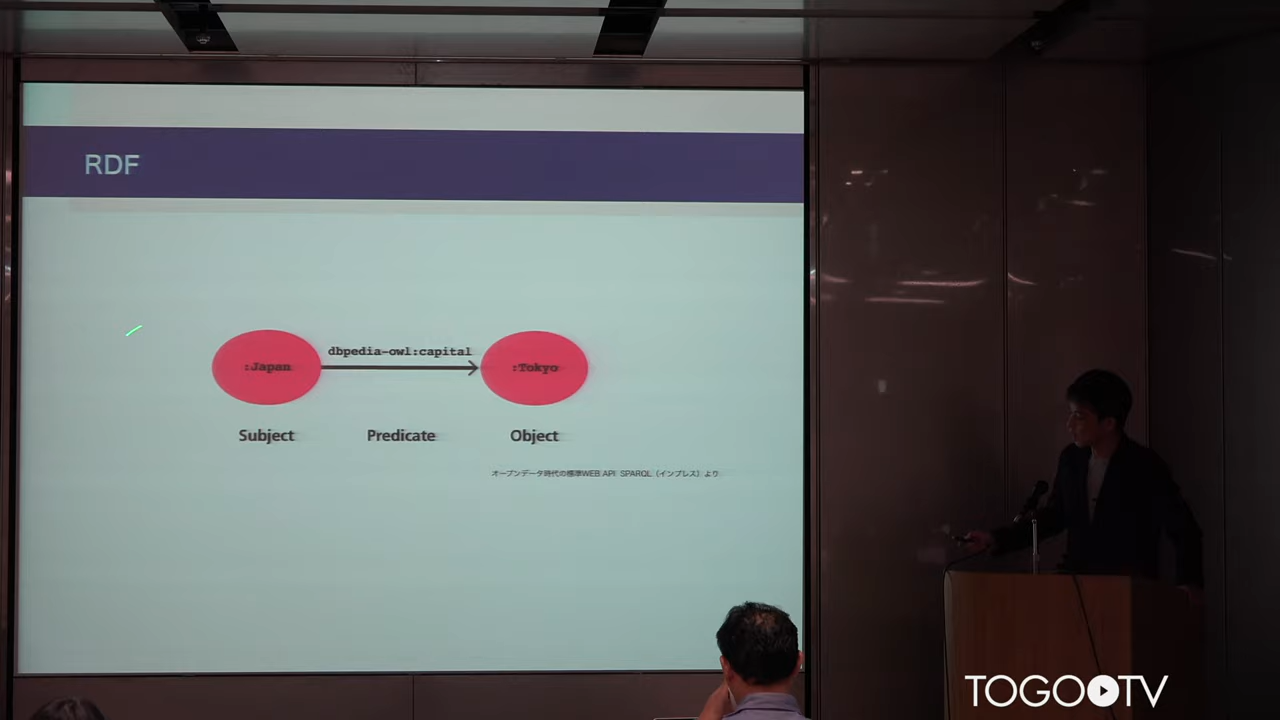 RDF
dbpedia-owl:capital
:Japan
:Tokyo
Subject
Predicate
Object
オープンデータ時代の標準WEB API SPARQL（インプレス）より
TOGOTV